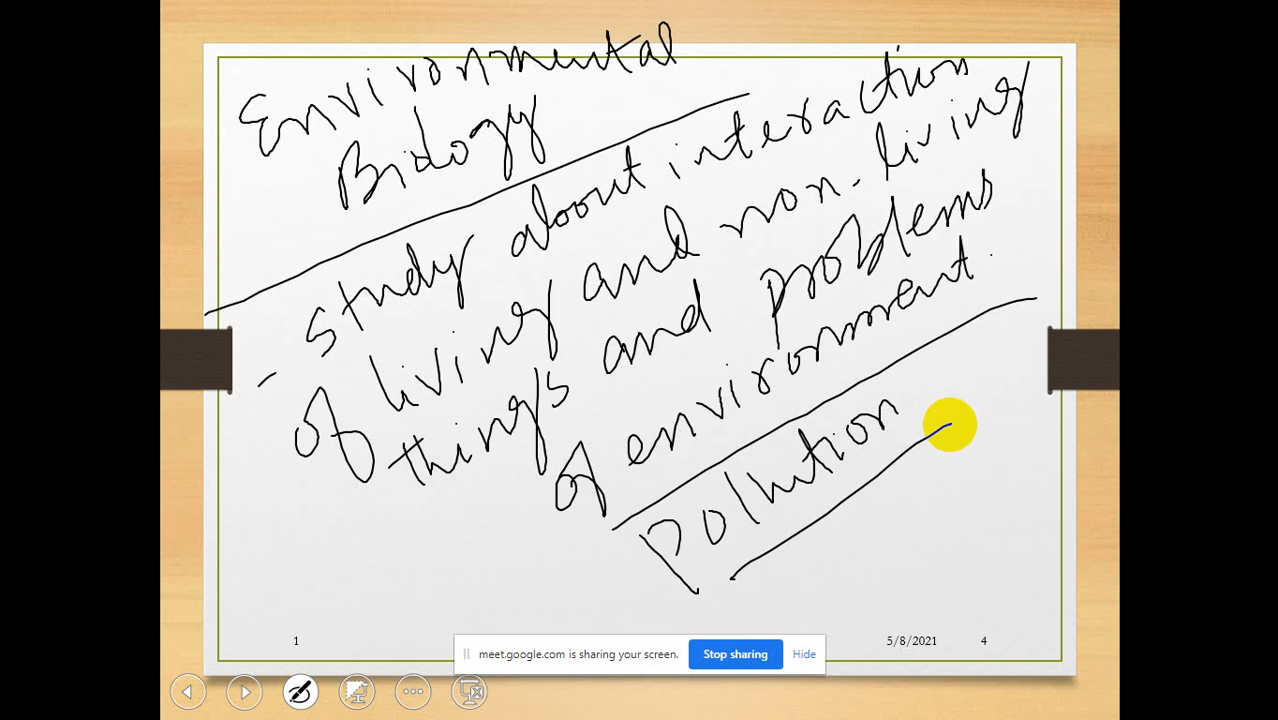 Environmental
Biology
- study about interaction
of living and non-living
things and problems
of environment.
Pollution
1
5/8/2021
4
meet.google.com is sharing your screen.
Stop sharing
Hide